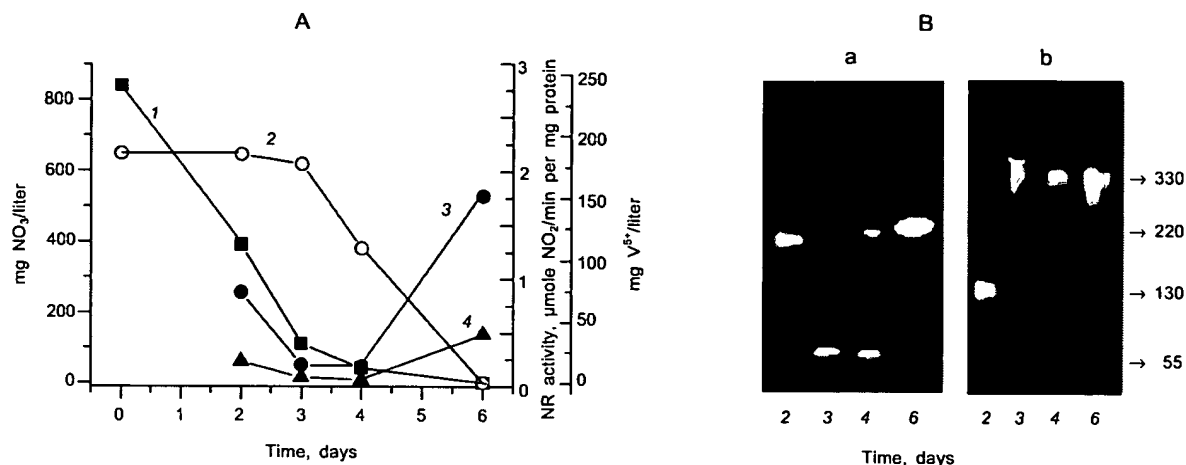 A
B
a
b
mg NO3/liter
800
600
400
200
0
1
2
3
4
3
2
1
0
NR activity, µmole NO2/min per mg protein
250
200
150
100
50
0
mg V5+/liter
0 1 2 3 4 5 6
Time, days
→ 330
→ 220
→ 130
→ 55
2 3 4 6
2 3 4 6
Time, days